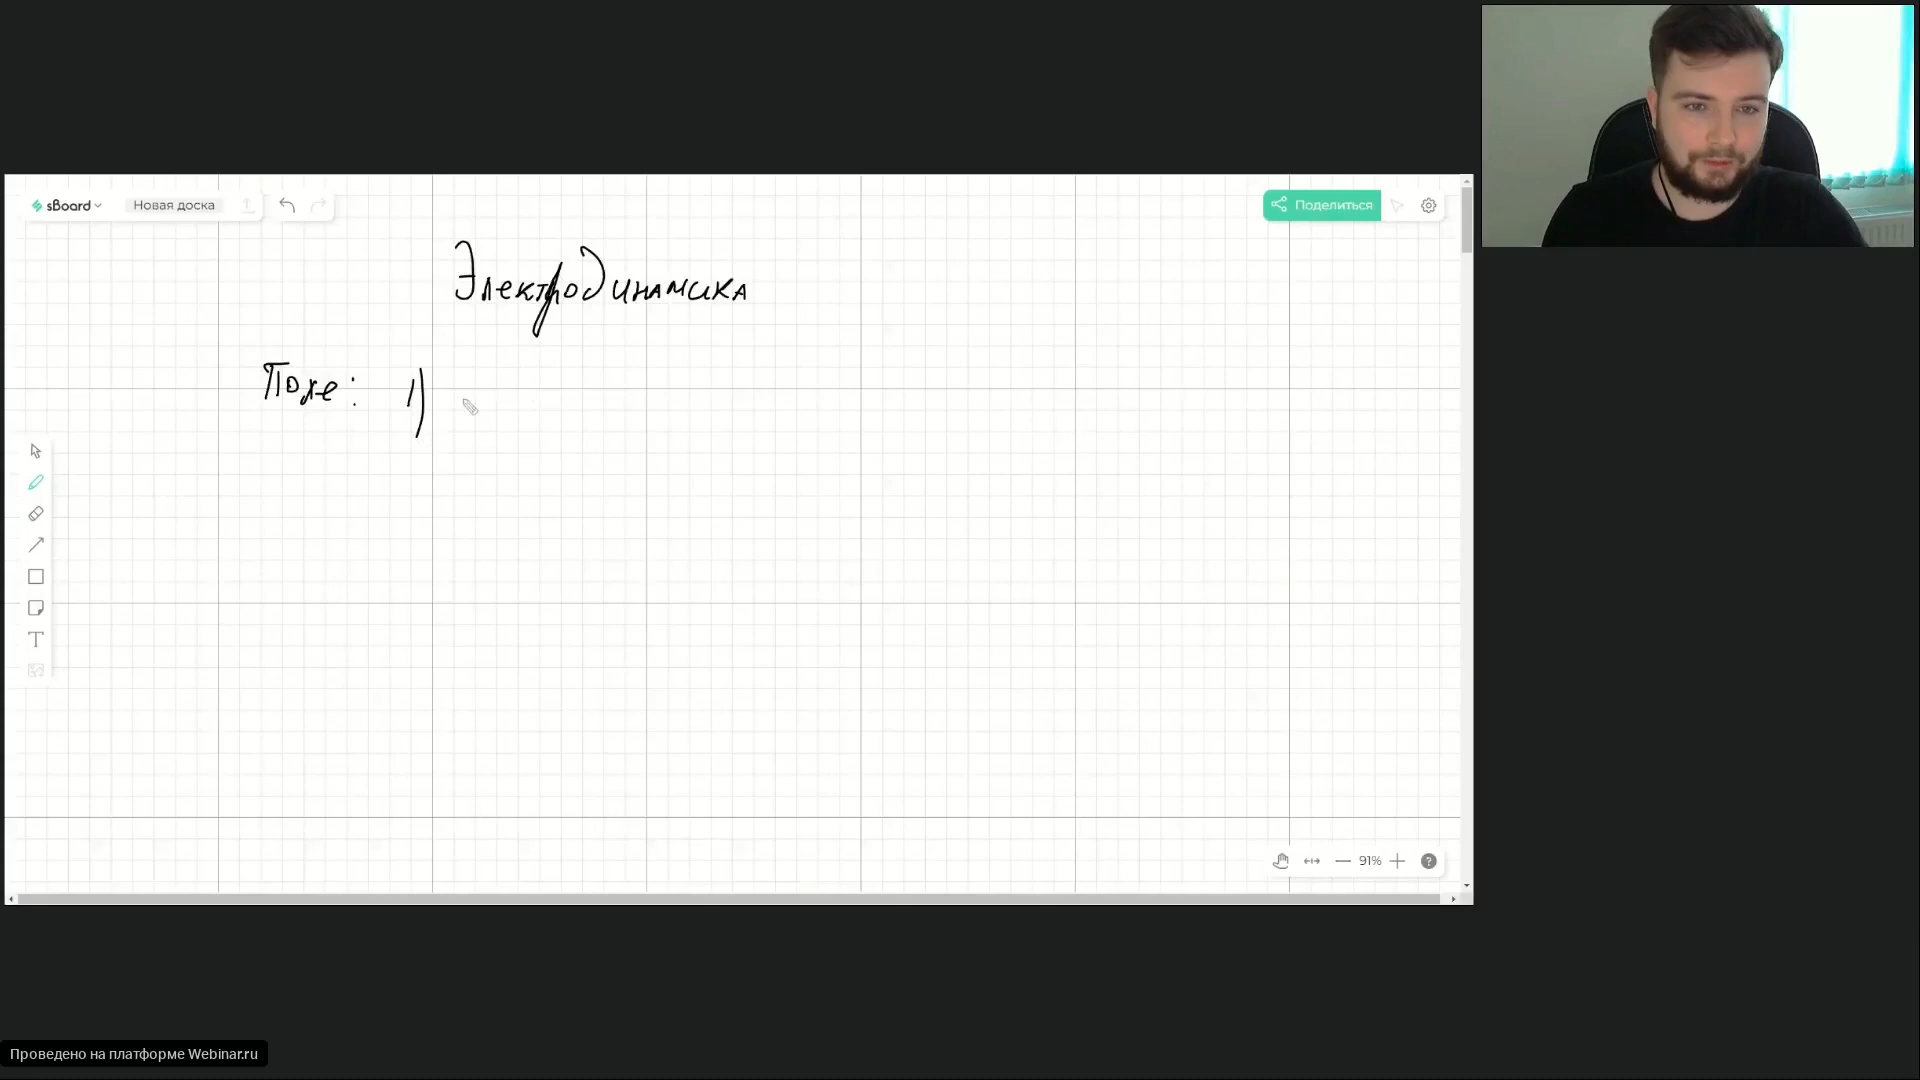 sBoard Новая доска Поделиться
Электродинамика
Поле: 1)
T
91% ?
Проведено на платформе Webinar.ru